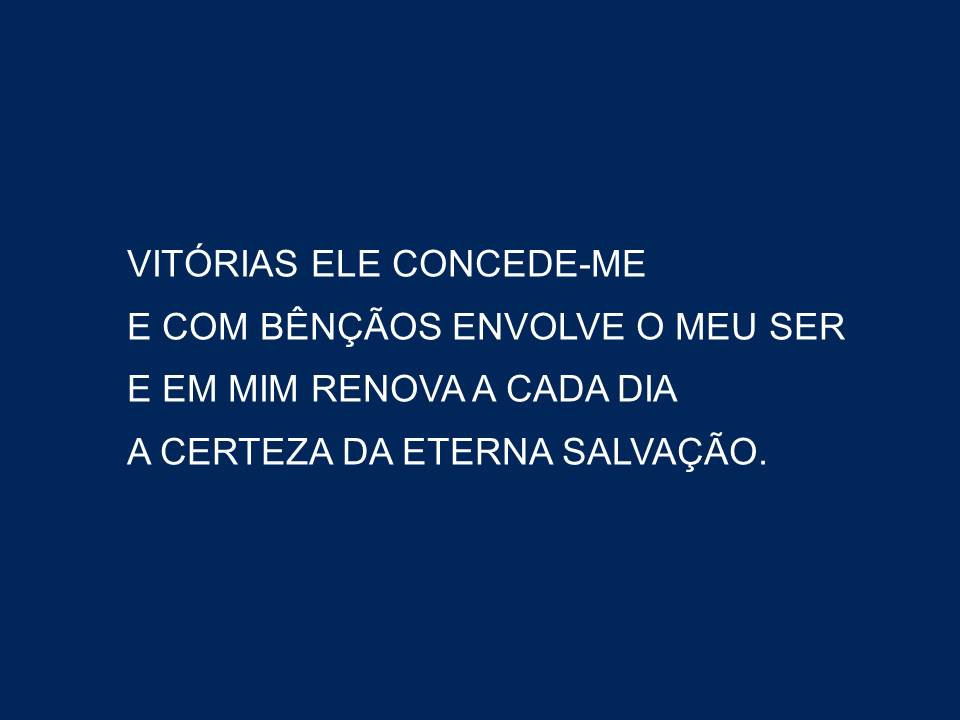 VITÓRIAS ELE CONCEDE-ME
E COM BÊNÇÃOS ENVOLVE O MEU SER
E EM MIM RENOVA A CADA DIA
A CERTEZA DA ETERNA SALVAÇÃO.